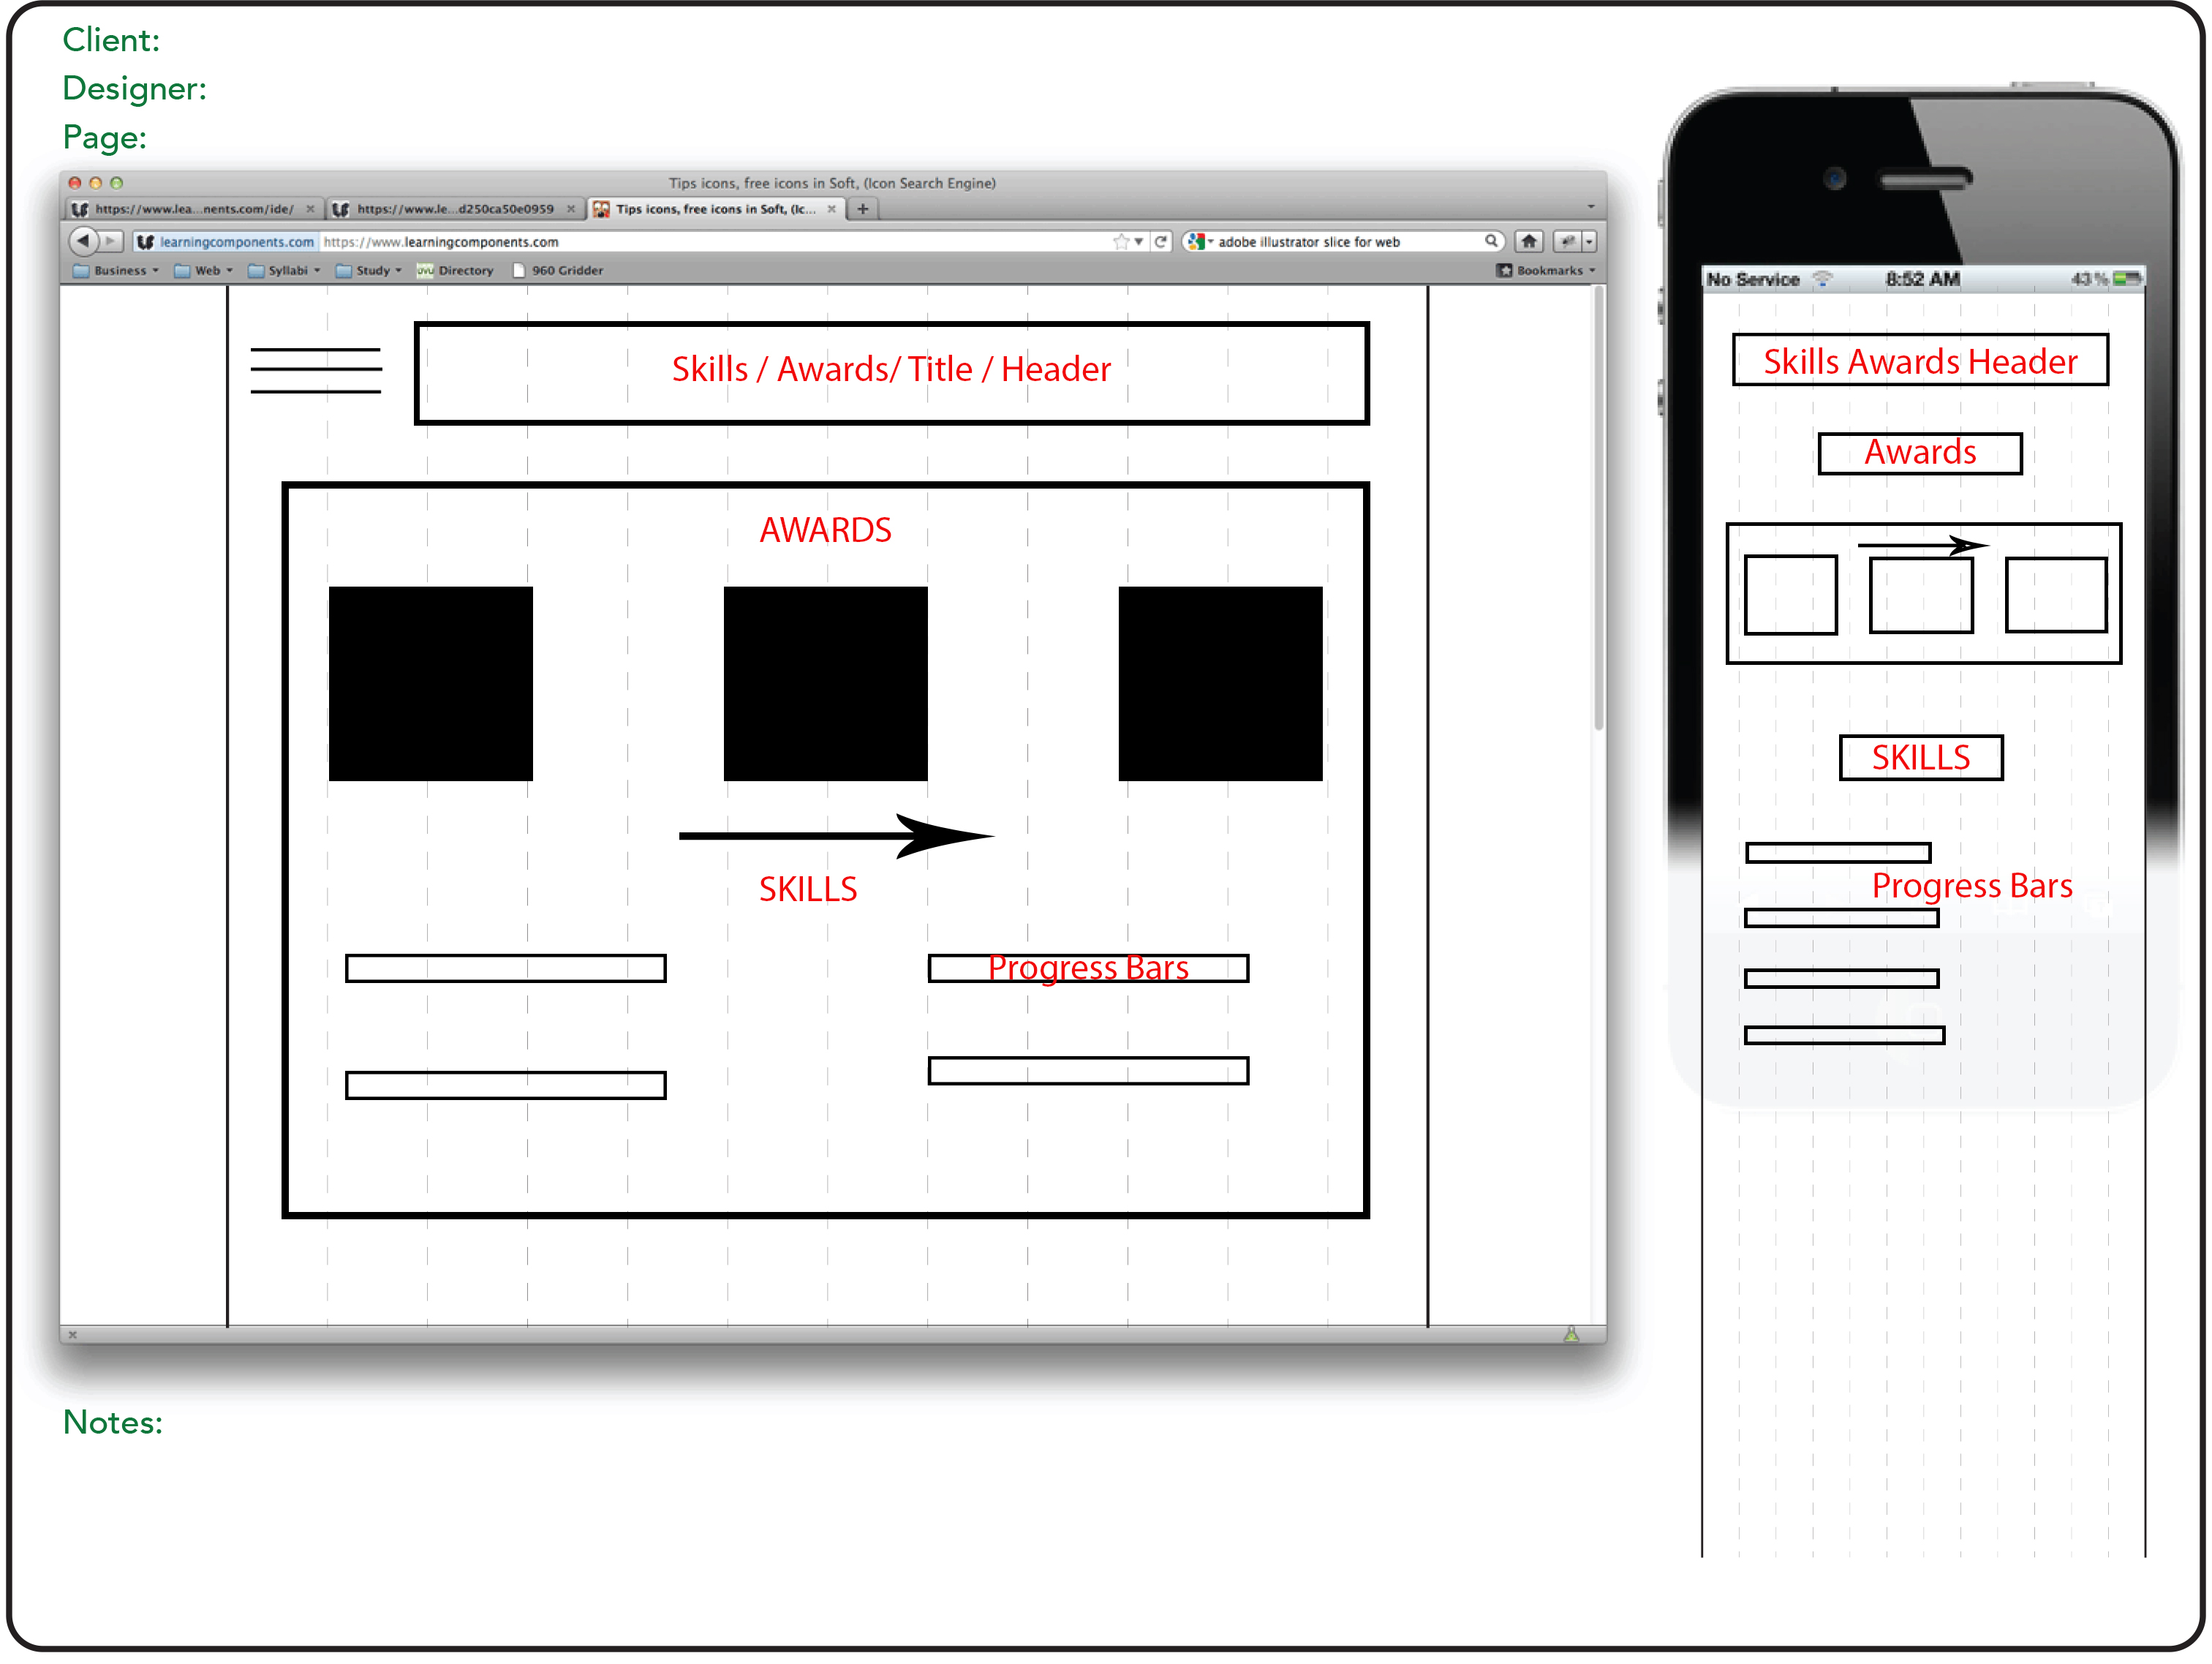 Client:
Designer:
Page:
Tips icons, free icons in Soft, (Icon Search Engine)
https://www.lea...nents.com/ide/
https://www.le...d250ca50e0959
Tips icons, free icons in Soft, (Ic...
learningcomponents.com
https://www.learningcomponents.com
adobe illustrator slice for web
Business
Web
Syllabi
Study
uvu Directory
960 Gridder
Bookmarks
Skills / Awards/ Title / Header
AWARDS
SKILLS
Progress Bars
No Service
8:52 AM
43%
Skills Awards Header
Awards
SKILLS
Progress Bars
Notes: